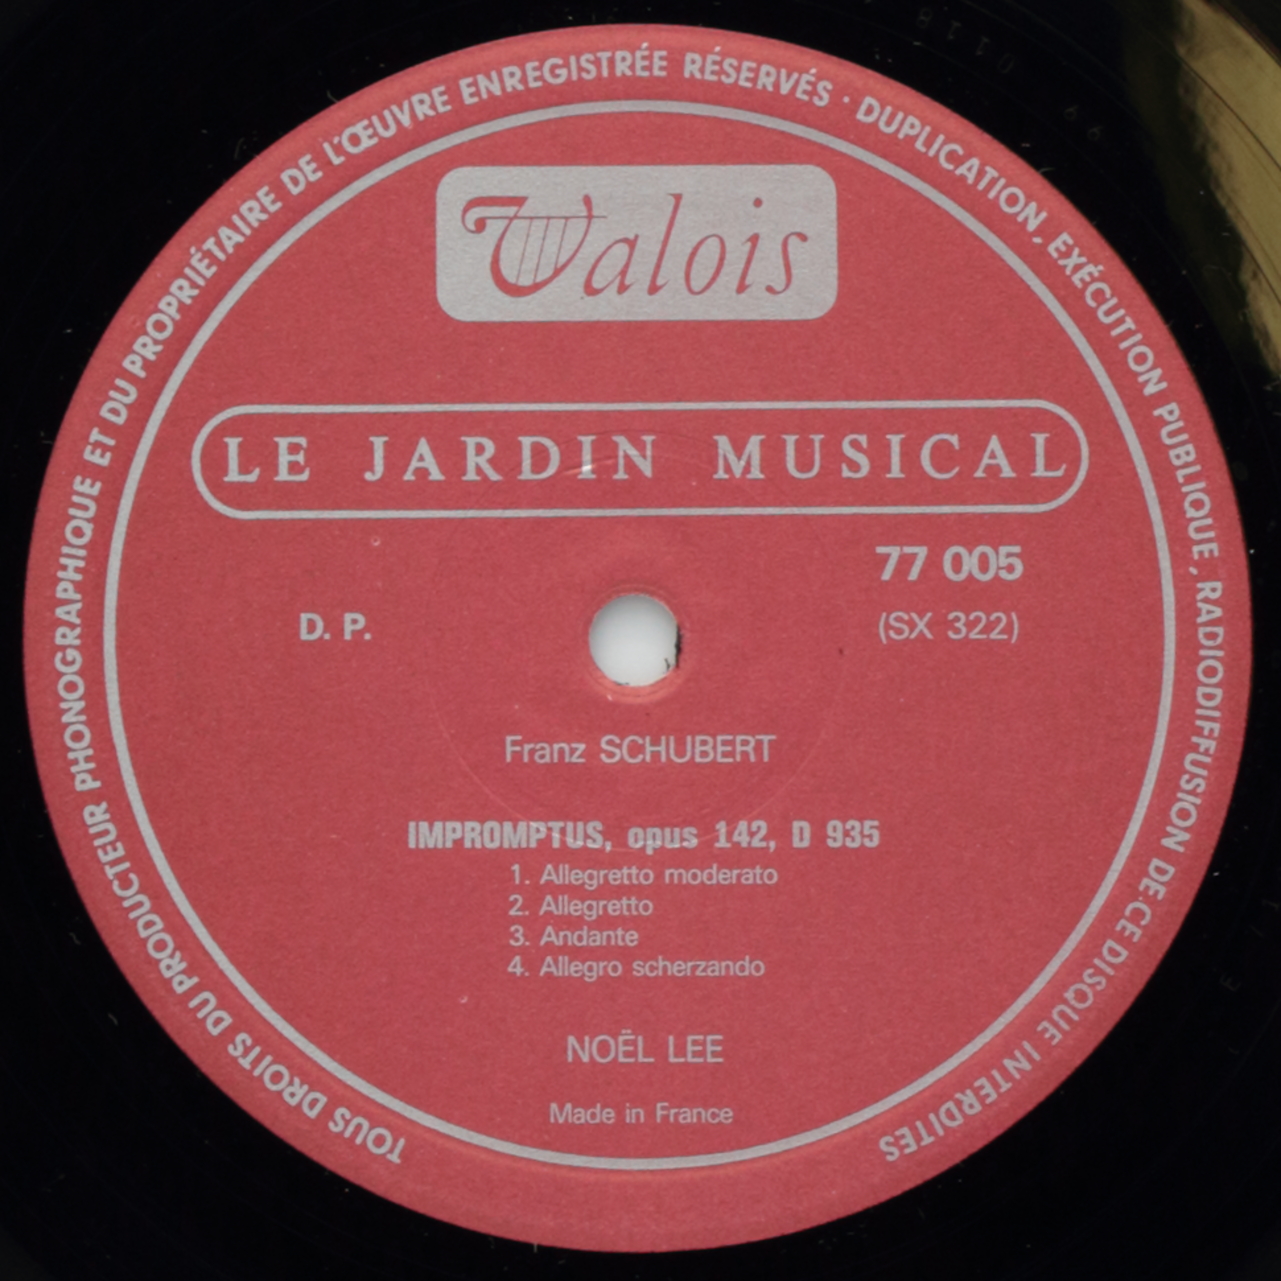 TOUS DROITS DU PRODUCTEUR PHONOGRAPHIQUE ET DU PROPRIÉTAIRE DE L'ŒUVRE ENREGISTRÉE RÉSERVÉS · DUPLICATION, EXÉCUTION PUBLIQUE, RADIODIFFUSION DE CE DISQUE INTERDITES
Valois
LE JARDIN MUSICAL
77 005
D. P.
(SX 322)
Franz SCHUBERT
IMPROMPTUS, opus 142, D 935
1. Allegretto moderato
2. Allegretto
3. Andante
4. Allegro scherzando
NOËL LEE
Made in France